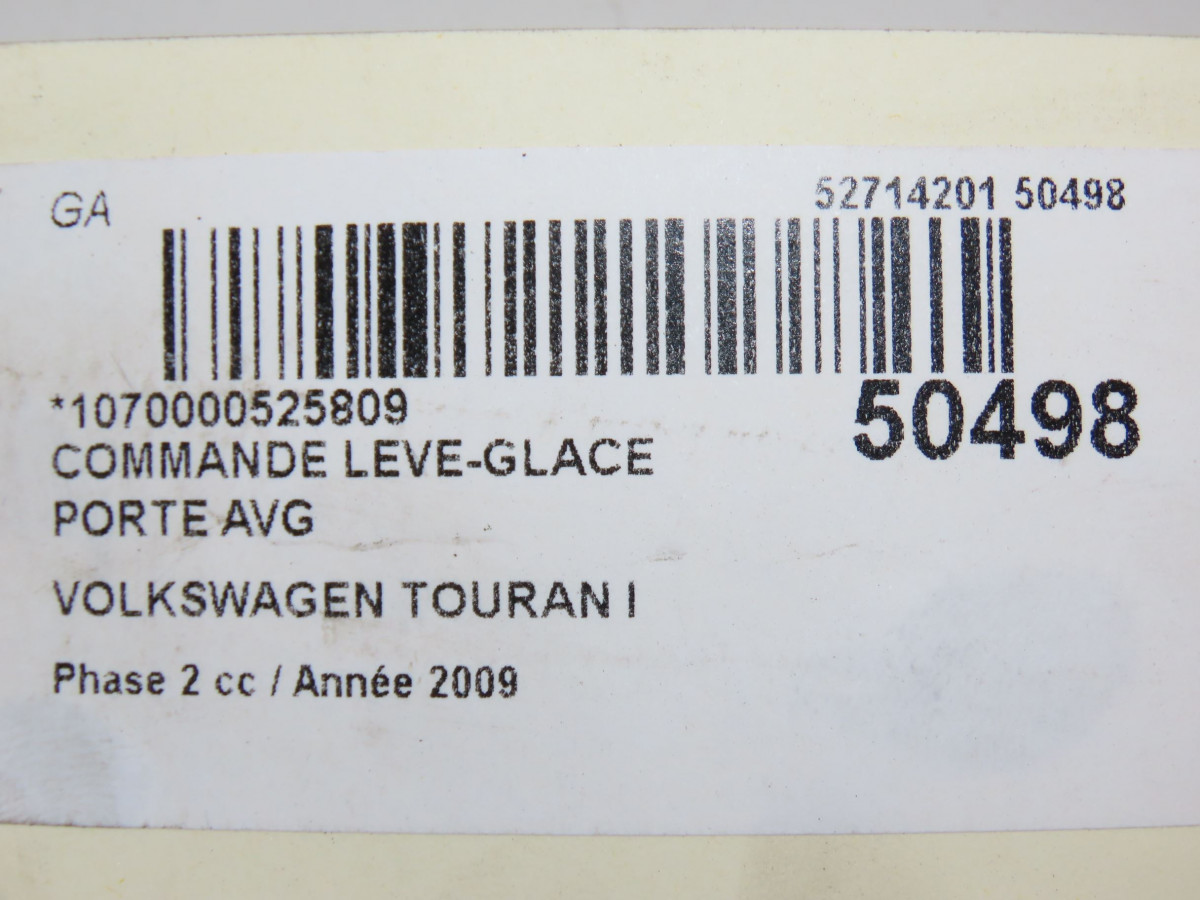 GA
52714201 50498
*1070000525809
50498
COMMANDE LEVE-GLACE
PORTE AVG
VOLKSWAGEN TOURAN I
Phase 2 cc / Année 2009